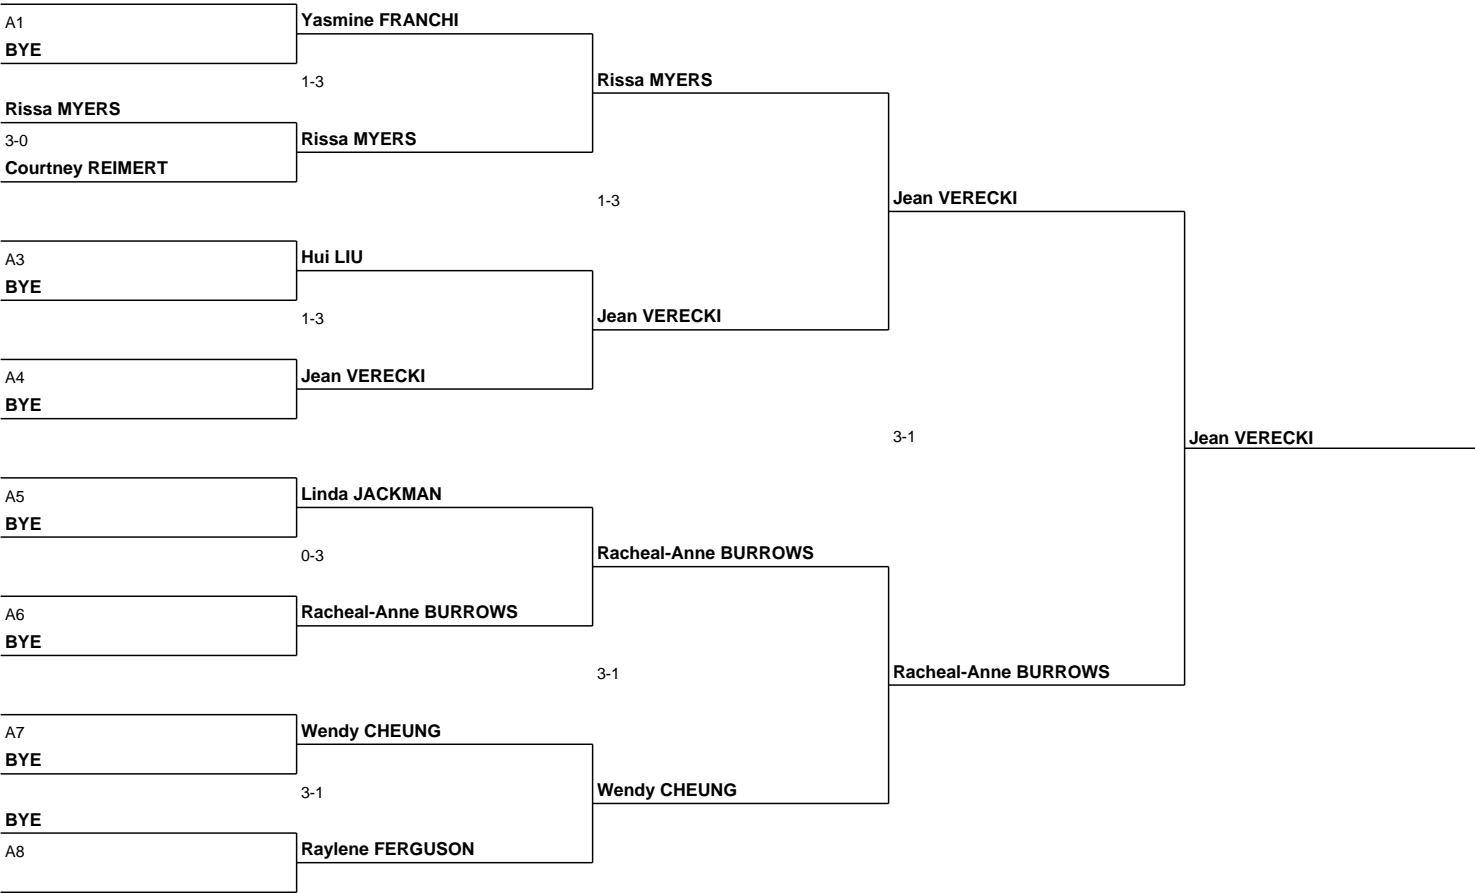 A1
BYE
Yasmine FRANCHI
1-3
Rissa MYERS
Rissa MYERS
3-0
Courtney REIMERT
Rissa MYERS
1-3
Jean VERECKI
A3
BYE
Hui LIU
1-3
Jean VERECKI
A4
BYE
Jean VERECKI
3-1
Jean VERECKI
A5
BYE
Linda JACKMAN
0-3
Racheal-Anne BURROWS
A6
BYE
Racheal-Anne BURROWS
3-1
Racheal-Anne BURROWS
A7
BYE
Wendy CHEUNG
3-1
Wendy CHEUNG
BYE
A8
Raylene FERGUSON